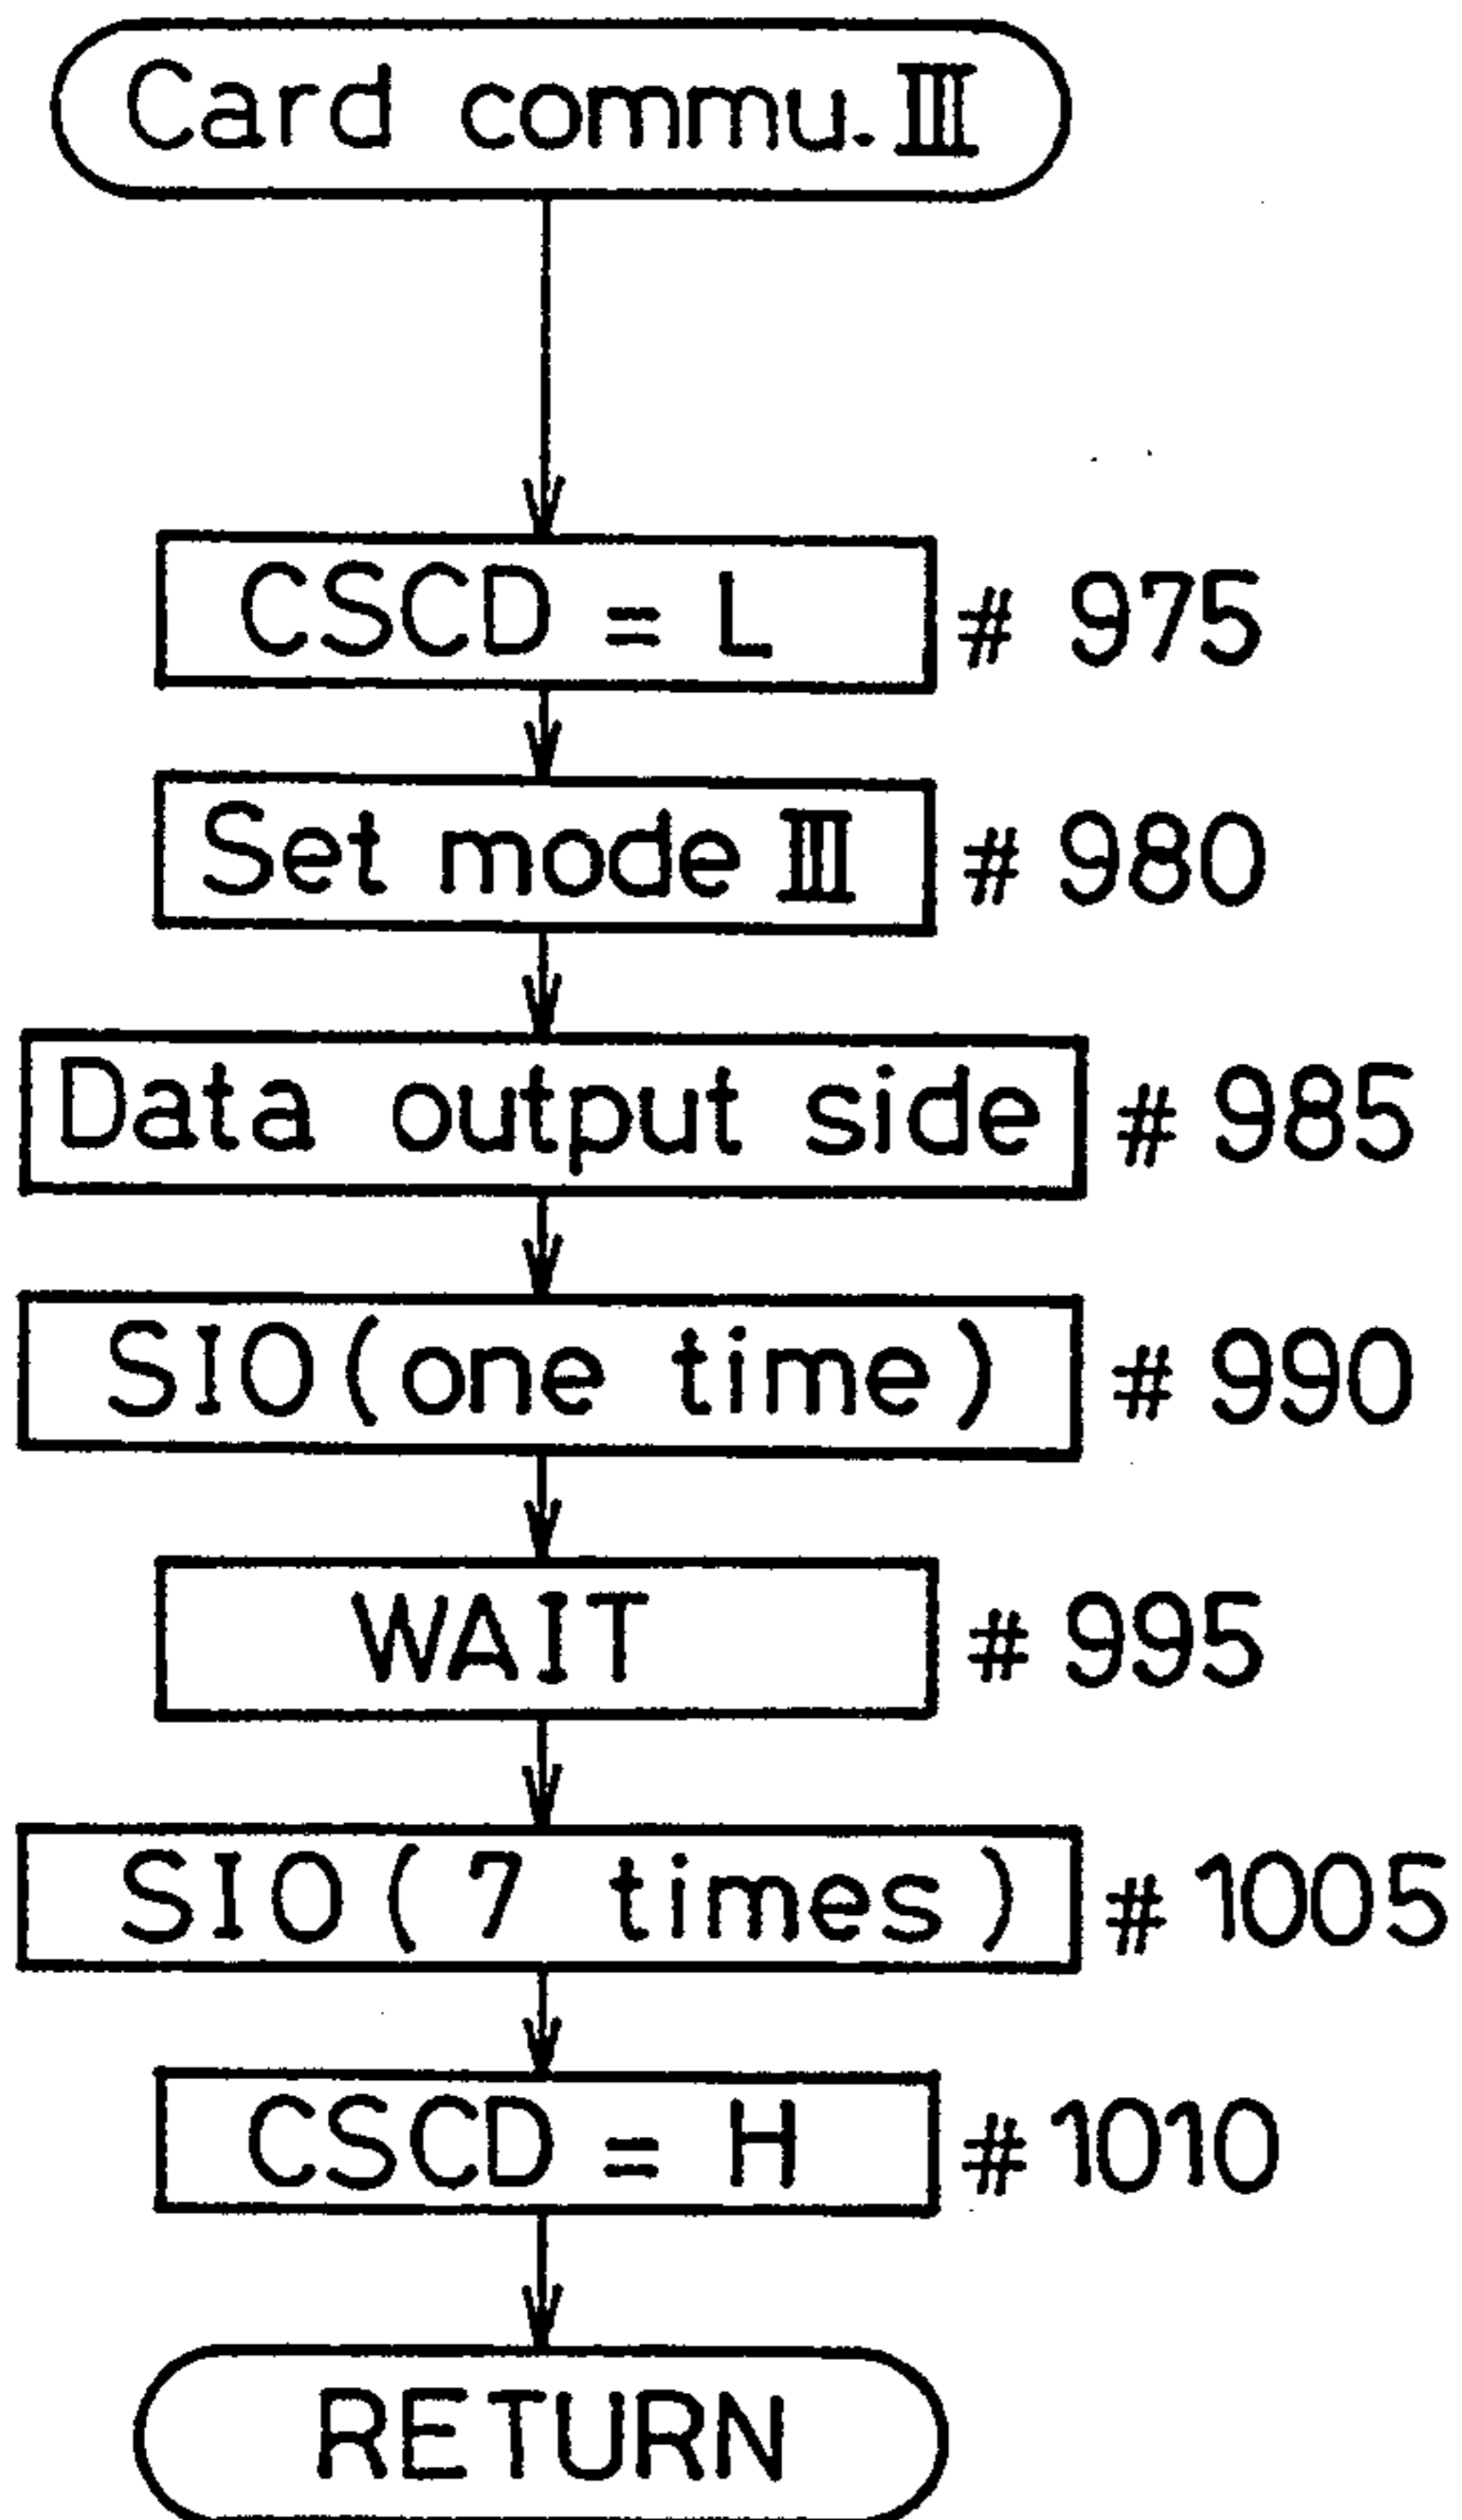 Card commu.III
CSCD = L # 975
Set mode III # 980
Data output side # 985
SIO(one time) # 990
WAIT # 995
SIO (7 times) # 1005
CSCD = H #1010
RETURN